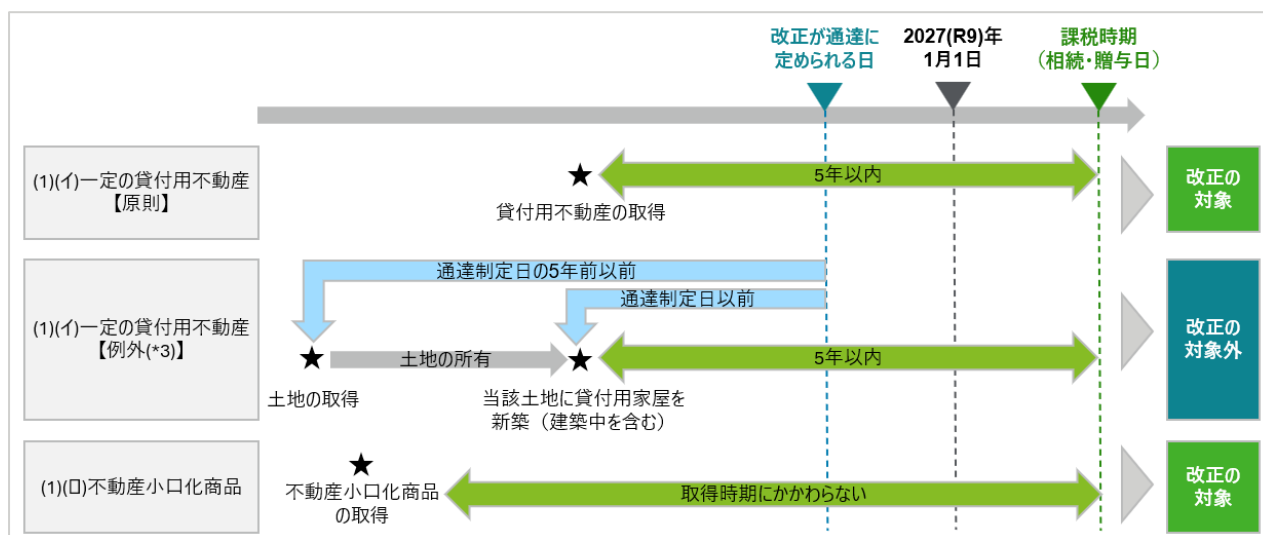 改正が通達に
定められる日
2027(R9)年
1月1日
課税時期
（相続・贈与日）
(1)(イ)一定の貸付用不動産
【原則】
5年以内
貸付用不動産の取得
改正の
対象
通達制定日の5年前以前
通達制定日以前
(1)(イ)一定の貸付用不動産
【例外(*3)】
土地の所有
5年以内
土地の取得
当該土地に貸付用家屋を
新築（建築中を含む）
改正の
対象外
(1)(ロ)不動産小口化商品
不動産小口化商品
の取得
取得時期にかかわらない
改正の
対象